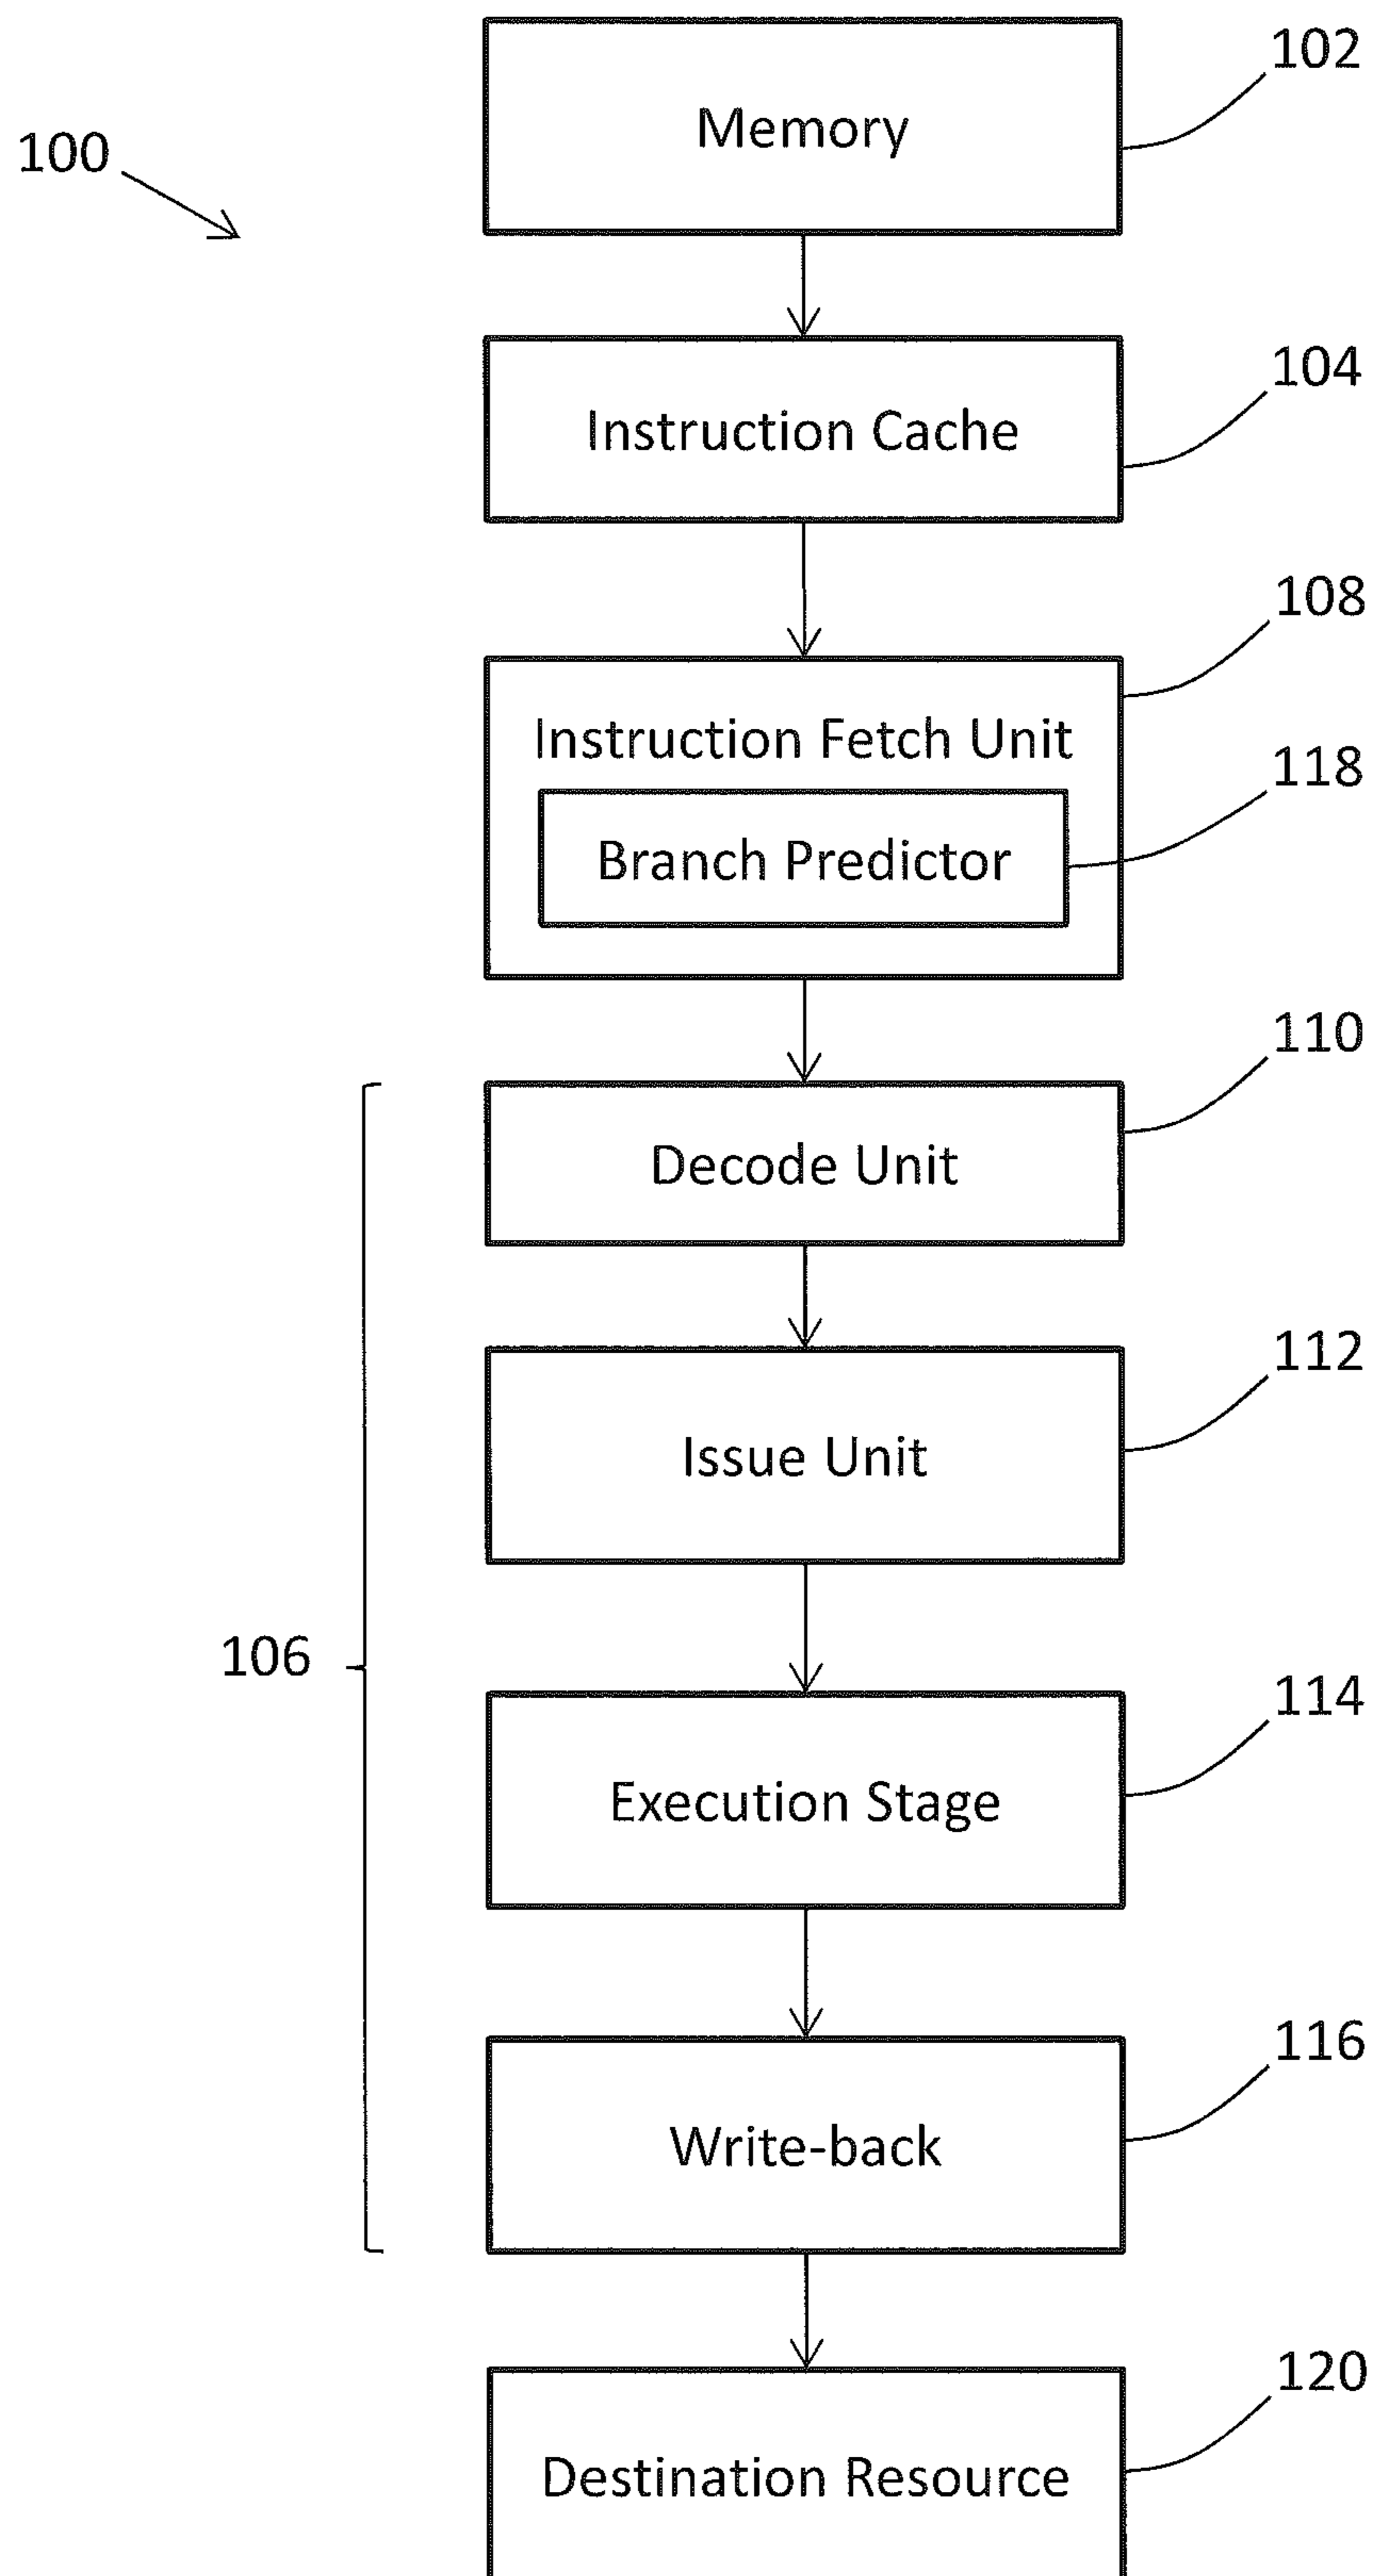 102
Memory
100
104
Instruction Cache
108
Instruction Fetch Unit
118
Branch Predictor
110
Decode Unit
112
Issue Unit
106
114
Execution Stage
116
Write-back
120
Destination Resource